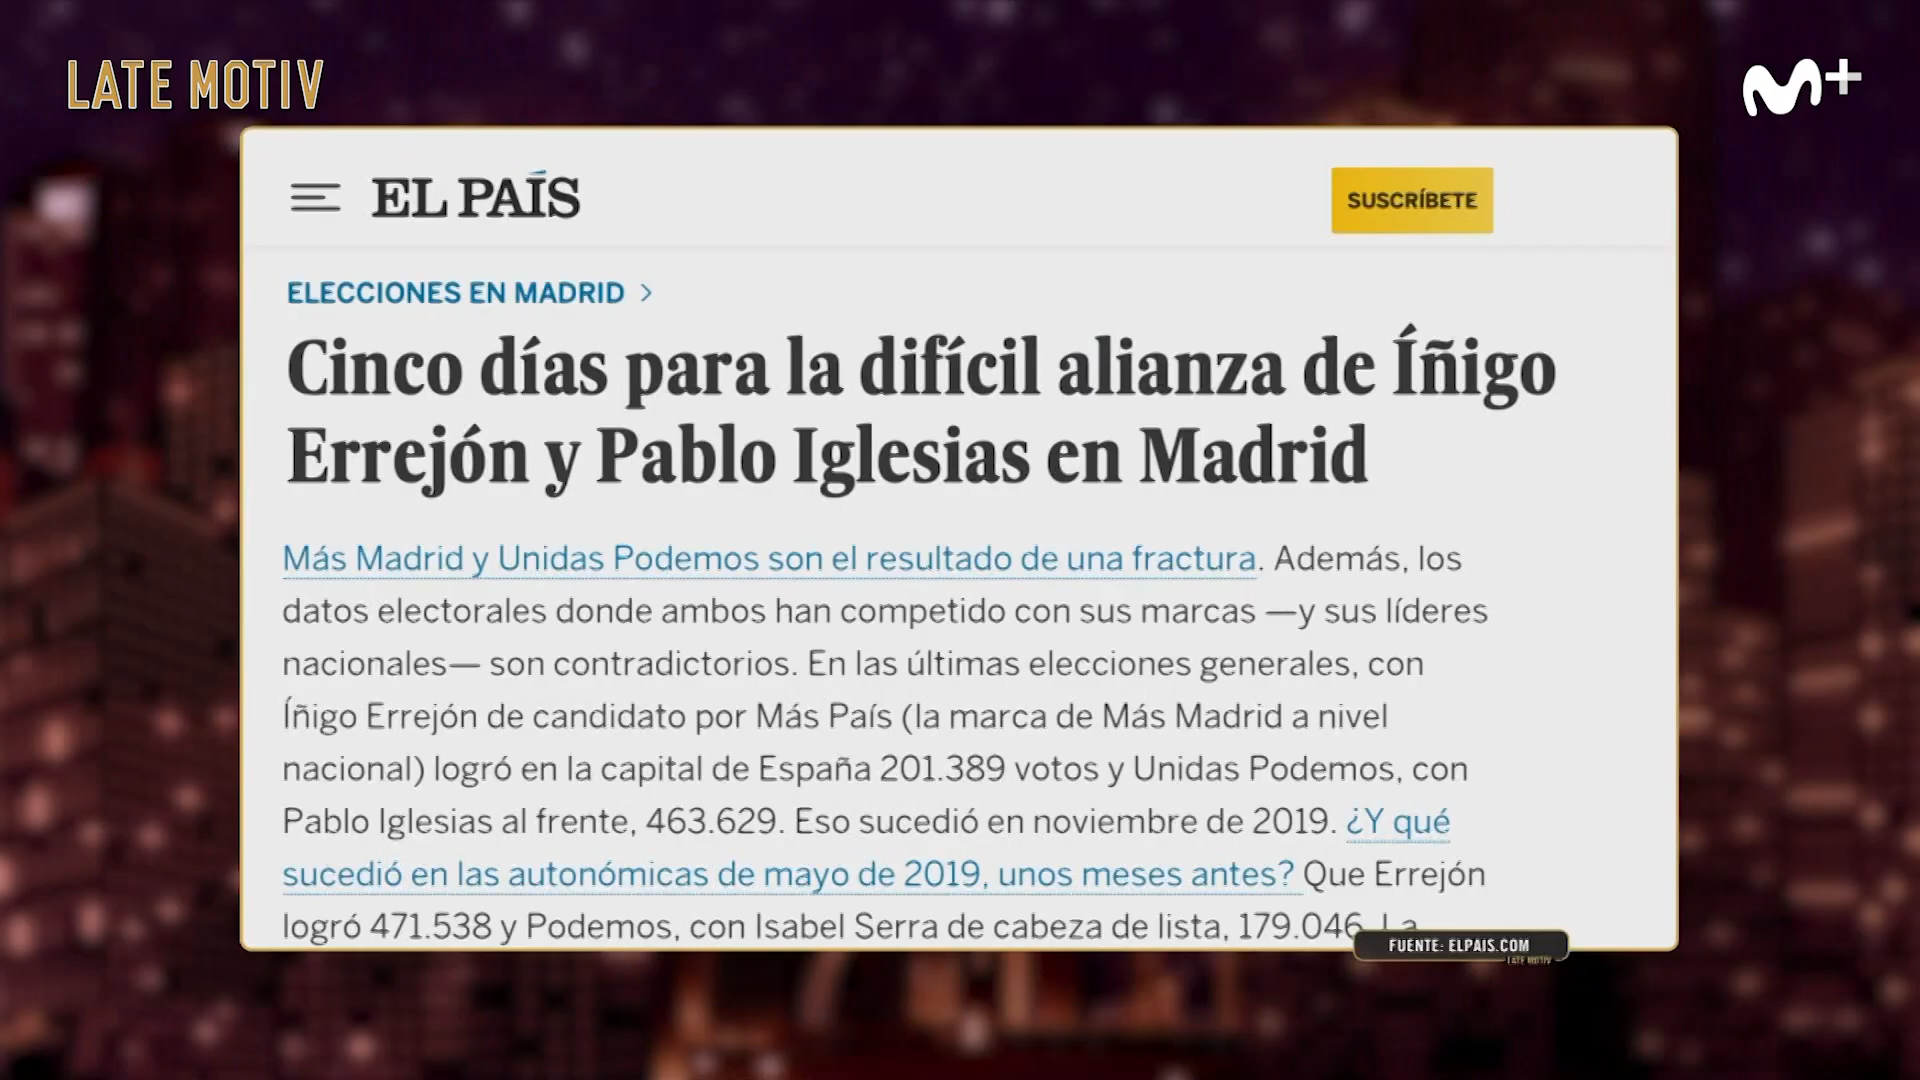 LATE MOTIV
M+
EL PAÍS
SUSCRÍBETE
ELECCIONES EN MADRID >
Cinco días para la difícil alianza de Íñigo
Errejón y Pablo Iglesias en Madrid
Más Madrid y Unidas Podemos son el resultado de una fractura. Además, los
datos electorales donde ambos han competido con sus marcas —y sus líderes
nacionales— son contradictorios. En las últimas elecciones generales, con
Íñigo Errejón de candidato por Más País (la marca de Más Madrid a nivel
nacional) logró en la capital de España 201.389 votos y Unidas Podemos, con
Pablo Iglesias al frente, 463.629. Eso sucedió en noviembre de 2019. ¿Y qué
sucedió en las autonómicas de mayo de 2019, unos meses antes? Que Errejón
logró 471.538 y Podemos, con Isabel Serra de cabeza de lista, 179.046. La
FUENTE: ELPAIS.COM
LATE MOTIV